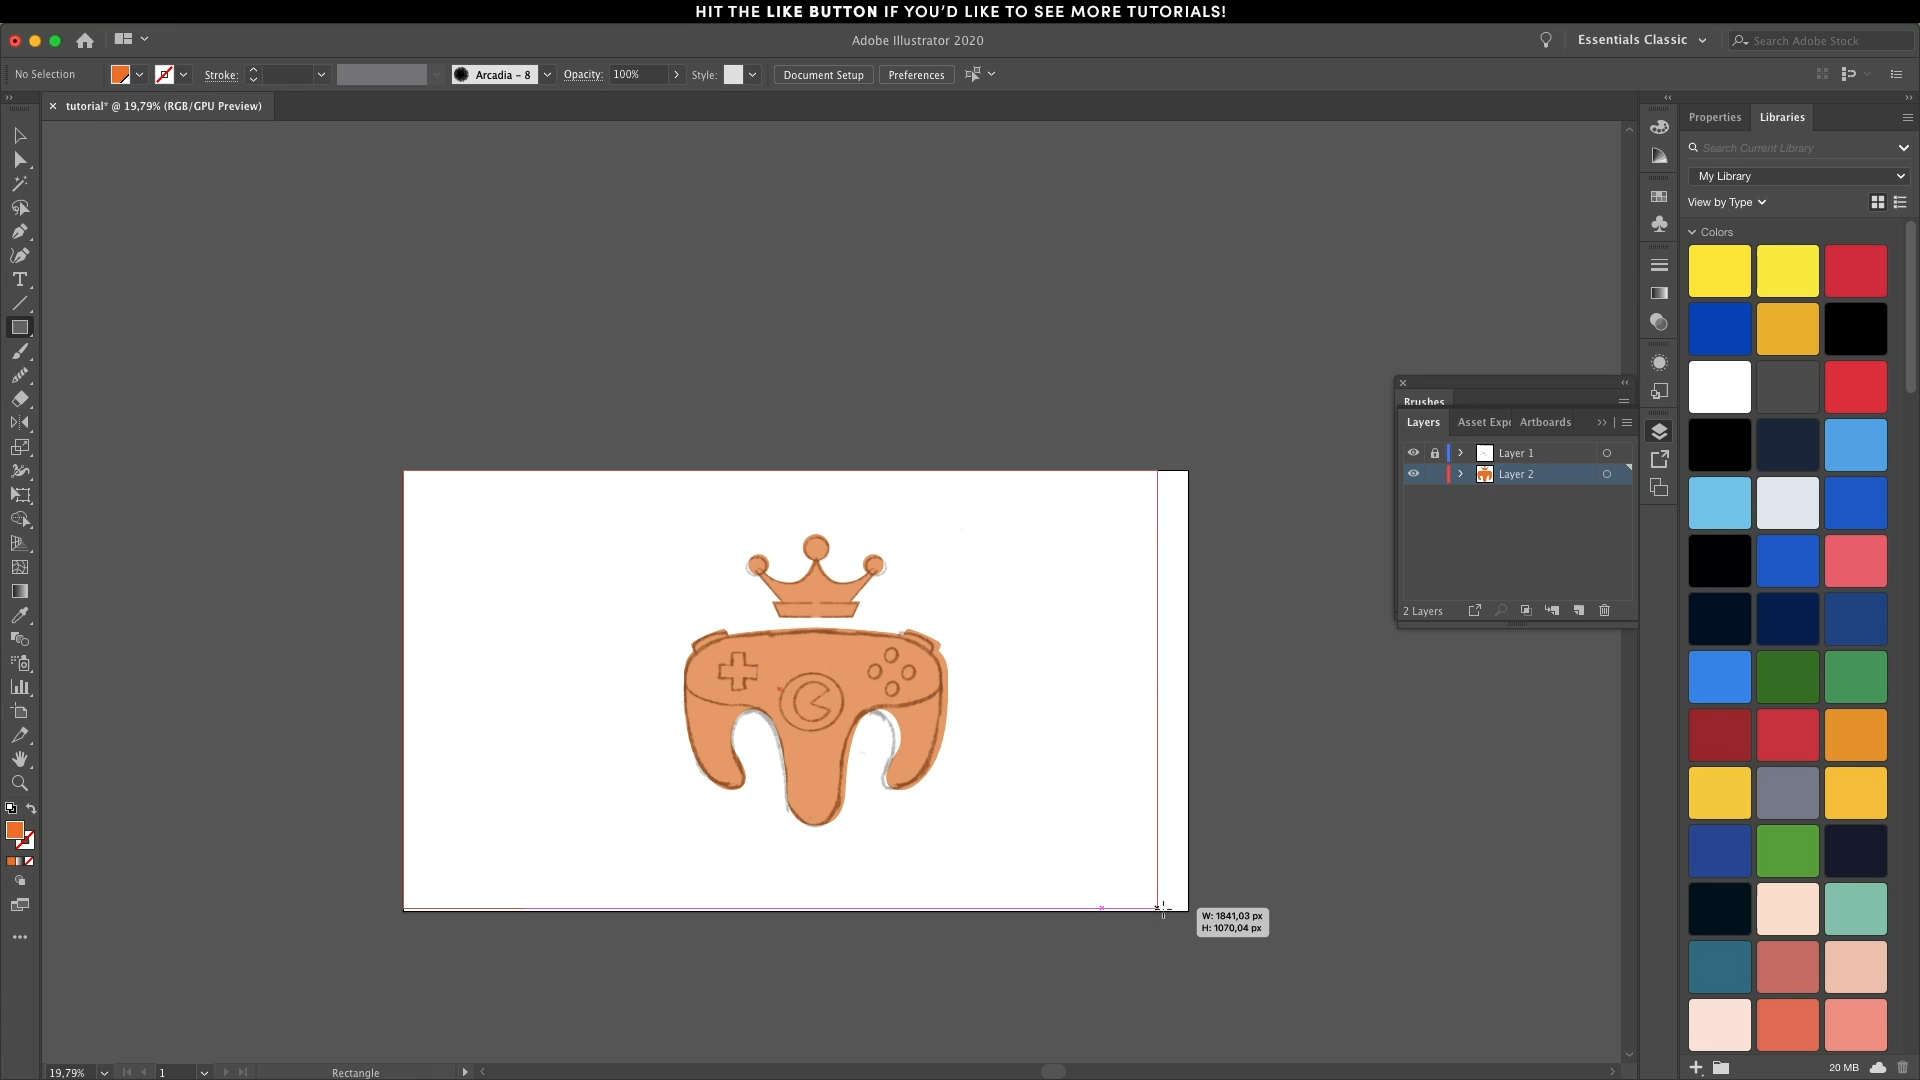 HIT THE LIKE BUTTON IF YOU'D LIKE TO SEE MORE TUTORIALS!
Adobe Illustrator 2020
Essentials Classic
Search Adobe Stock
No Selection
Stroke:
Arcadia - 8
Opacity:
100%
Style:
Document Setup
Preferences
tutorial* @ 19,79% (RGB/GPU Preview)
Properties
Libraries
Search Current Library
My Library
View by Type
Colors
Brushes
Layers
Asset Expo
Artboards
Layer 1
Layer 2
2 Layers
W: 1841,03 px
H: 1070,04 px
19,79%
1
Rectangle
20 MB